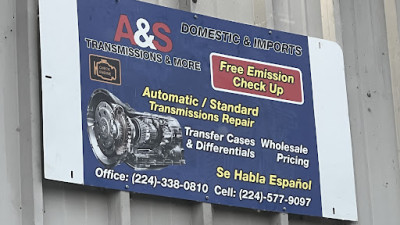 A&S DOMESTIC & IMPORTS
TRANSMISSIONS & MORE
Free Emission
Check Up
Automatic / Standard
Transmissions Repair
Transfer Cases
& Differentials
Wholesale
Pricing
Se Habla Español
Office: (224)-338-0810 Cell: (224)-577-9097